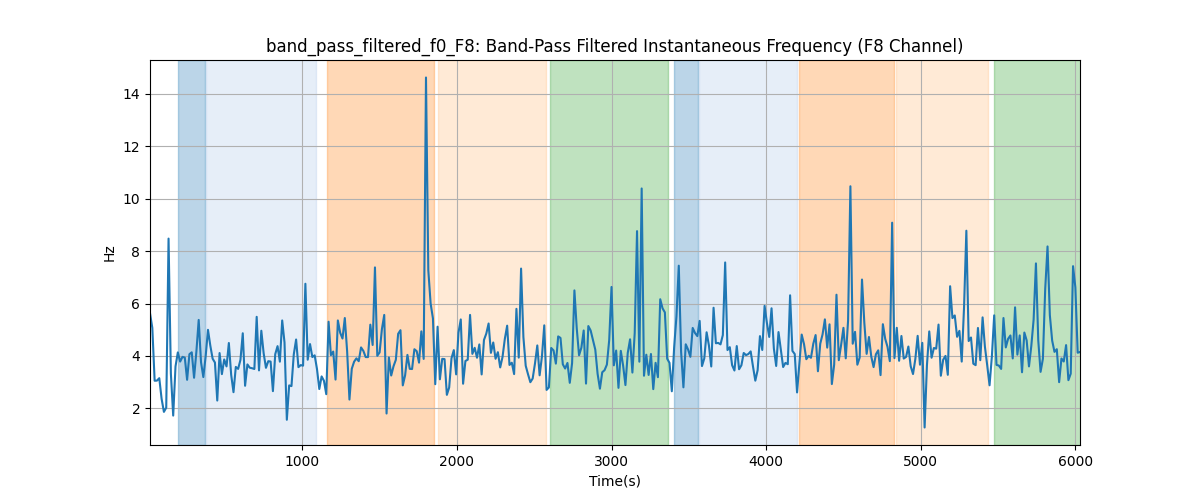 band_pass_filtered_f0_F8: Band-Pass Filtered Instantaneous Frequency (F8 Channel)
14
12
10
8
6
4
2
Hz
1000 2000 3000 4000 5000 6000
Time(s)